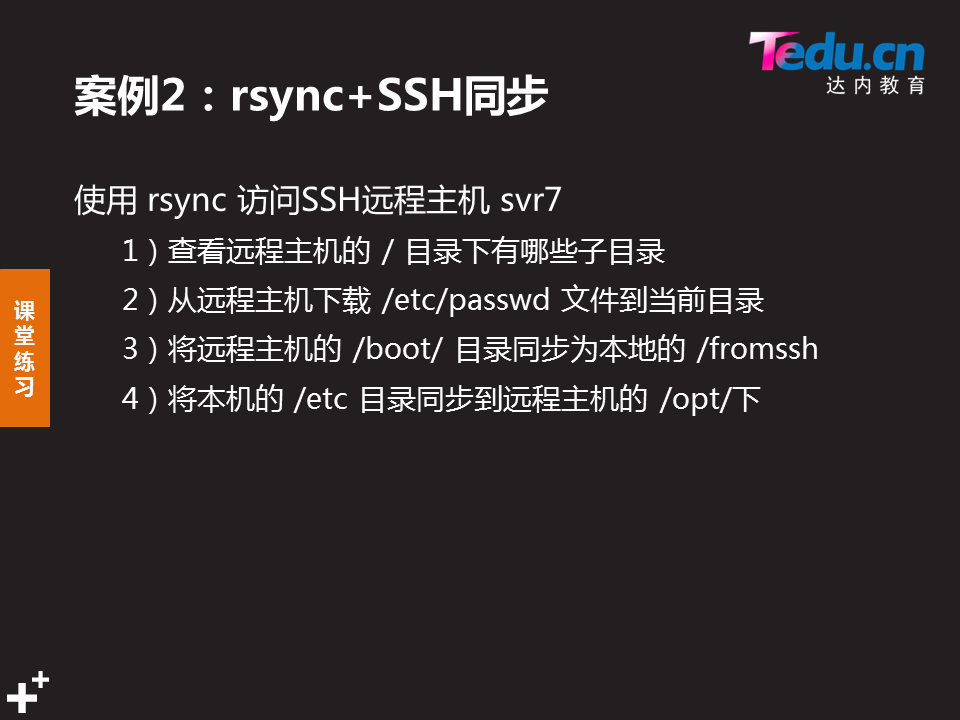 Tedu.cn
达内教育
案例2：rsync+SSH同步
使用 rsync 访问SSH远程主机 svr7
1）查看远程主机的 / 目录下有哪些子目录
2）从远程主机下载 /etc/passwd 文件到当前目录
3）将远程主机的 /boot/ 目录同步为本地的 /fromssh
4）将本机的 /etc 目录同步到远程主机的 /opt/下
课
堂
练
习